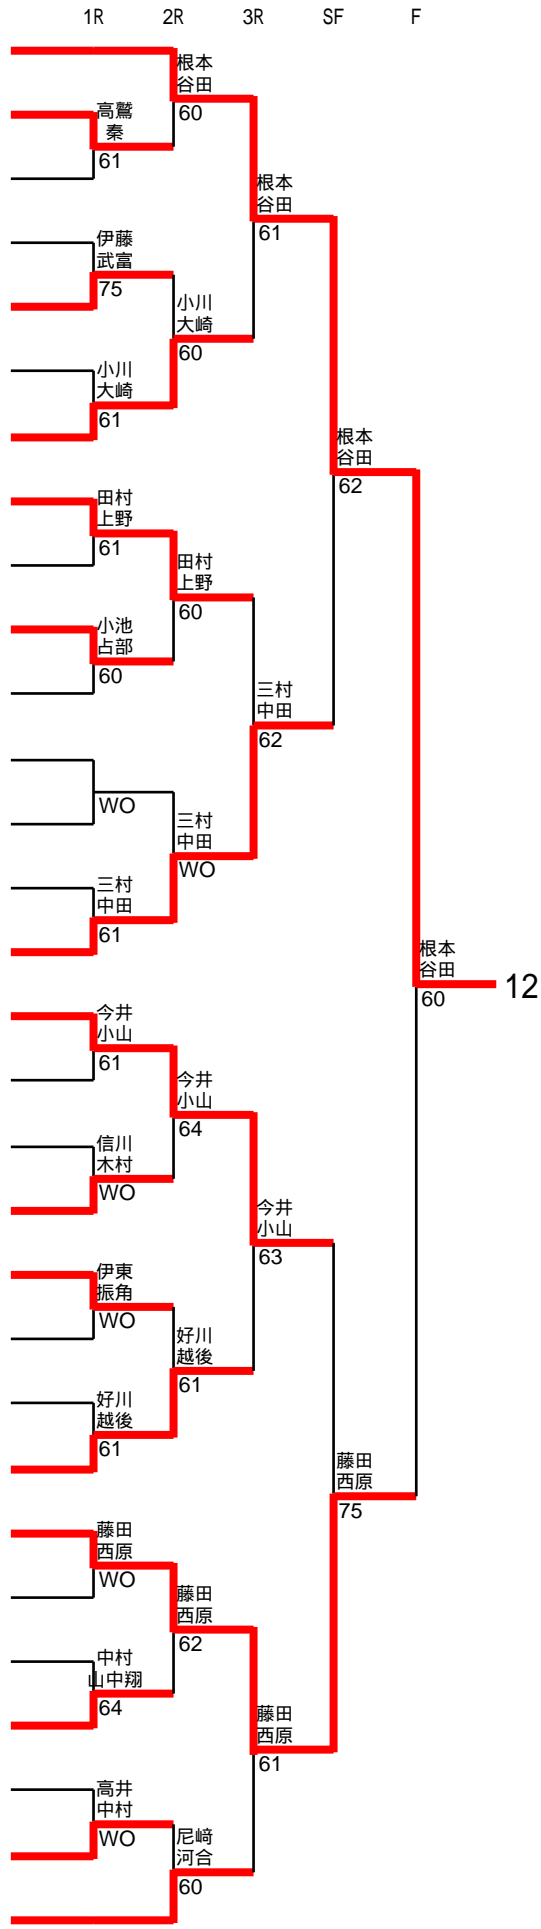 1R 2R 3R SF F
根本
谷田
60
高鷲
秦
61
根本
谷田
61
伊藤
武富
75
小川
大崎
60
小川
大崎
61
根本
谷田
62
田村
上野
61
田村
上野
60
小池
占部
60
三村
中田
62
WO
三村
中田
WO
三村
中田
61
根本
谷田
60
12
今井
小山
61
今井
小山
64
信川
木村
WO
今井
小山
63
伊東
振角
WO
好川
越後
61
好川
越後
61
藤田
西原
75
藤田
西原
WO
藤田
西原
62
中村
山中翔
64
藤田
西原
61
高井
中村
WO
尼﨑
河合
60